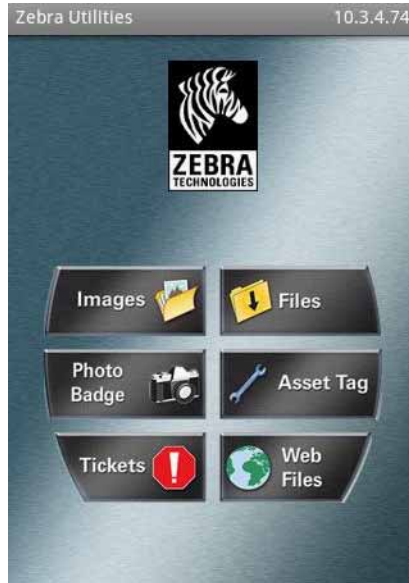 Zebra Utilities 10.3.4.74
ZEBRA
TECHNOLOGIES
Images
Files
Photo
Badge
Asset Tag
Tickets
Web
Files